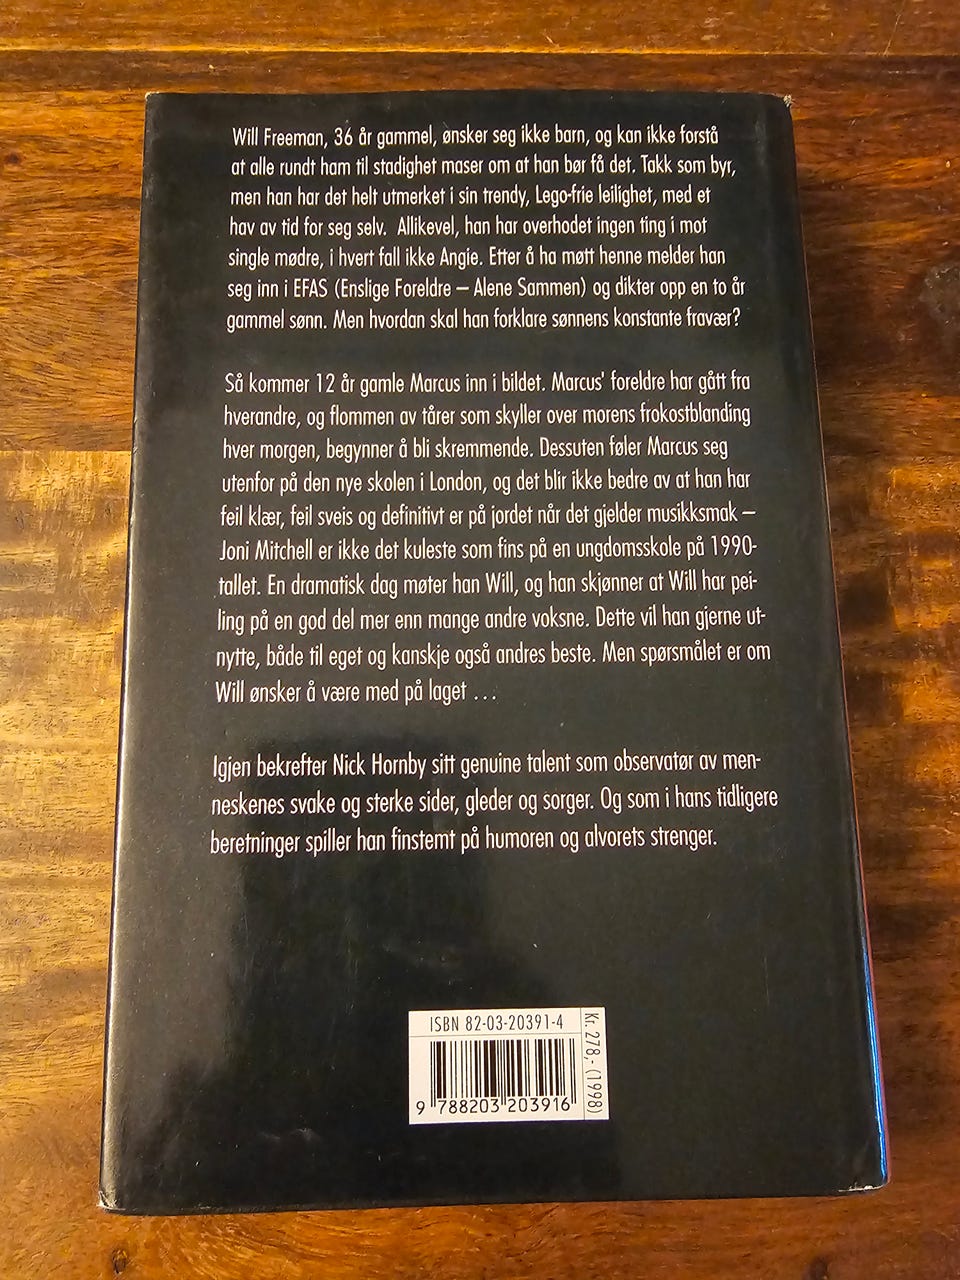 Will Freeman, 36 år gammel, ønsker seg ikke barn, og kan ikke forstå
at alle rundt ham til stadighet maser om at han bør få det. Takk som byr,
men han har det helt utmerket i sin trendy, Lego-frie leilighet, med et
hav av tid for seg selv. Allikevel, han har overhodet ingen ting i mot
single mødre, i hvert fall ikke Angie. Etter å ha møtt henne melder han
seg inn i EFAS (Enslige Foreldre – Alene Sammen) og dikter opp en to år
gammel sønn. Men hvordan skal han forklare sønnens konstante fravær?
Så kommer 12 år gamle Marcus inn i bildet. Marcus' foreldre har gått fra
hverandre, og flommen av tårer som skyller over morens frokostblanding
hver morgen, begynner å bli skremmende. Dessuten føler Marcus seg
utenfor på den nye skolen i London, og det blir ikke bedre av at han har
feil klær, feil sveis og definitivt er på jordet når det gjelder musikksmak –
Joni Mitchell er ikke det kuleste som fins på en ungdomsskole på 1990-
tallet. En dramatisk dag møter han Will, og han skjønner at Will har pei-
ling på en god del mer enn mange andre voksne. Dette vil han gjerne ut-
nytte, både til eget og kanskje også andres beste. Men spørsmålet er om
Will ønsker å være med på laget ...
Igjen bekrefter Nick Hornby sitt genuine talent som observatør av men-
neskenes svake og sterke sider, gleder og sorger. Og som i hans tidligere
beretninger spiller han finstemt på humoren og alvorets strenger.
ISBN 82-03-20391-4
9 788203 203916
Kr. 278,- (1998)